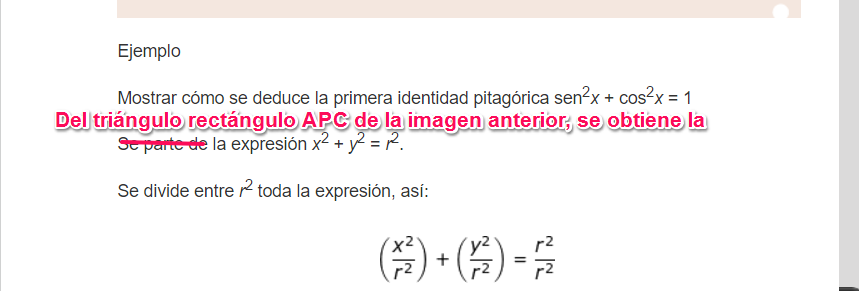 Ejemplo
Mostrar cómo se deduce la primera identidad pitagórica sen²x + cos²x = 1
Del triángulo rectángulo APC de la imagen anterior, se obtiene la
Se parte de la expresión x² + y² = r².
Se divide entre r² toda la expresión, así:
(x²/r²) + (y²/r²) = r²/r²